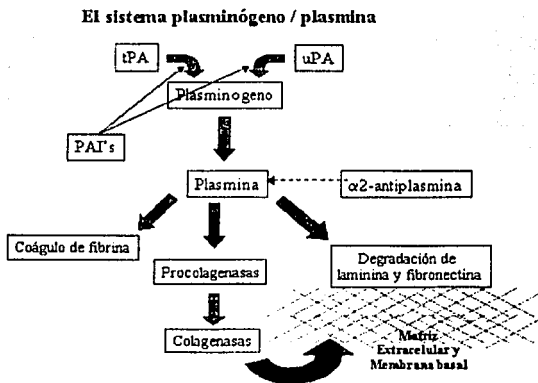 El sistema plasminógeno / plasmina
tPA
uPA
Plasminogeno
PAI's
Plasmina
α2-antiplasmina
Coágulo de fibrina
Procolagenasas
Degradación de
laminina y fibronectina
Colagenasas
Matriz
Extracelular y
Membrana basal